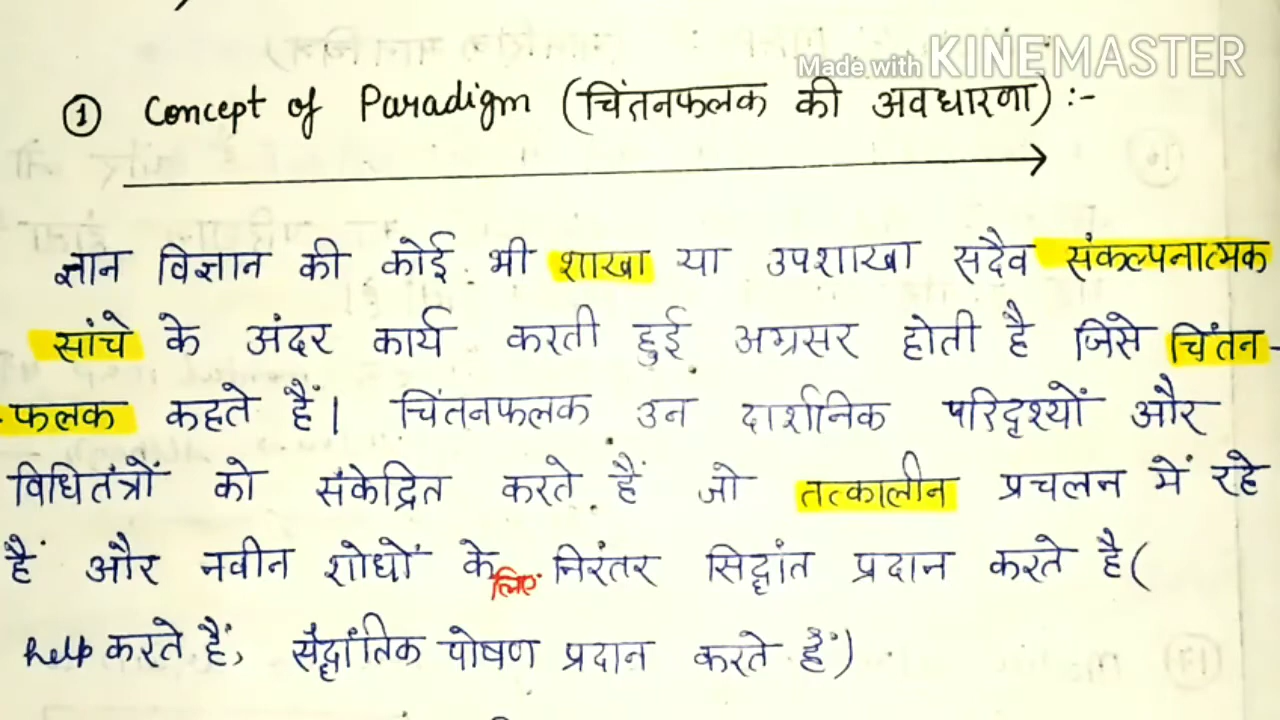 Made with KINEMASTER
① Concept of Paradigm (चिंतनफलक की अवधारणा) :-
ज्ञान विज्ञान की कोई भी शाखा या उपशाखा सदैव संकल्पनात्मक
सांचे के अंदर कार्य करती हुई अग्रसर होती है जिसे चिंतन-
फलक कहते हैं। चिंतनफलक उन दार्शनिक परिदृश्यों और
विधितंत्रों को संकेद्रित करते हैं जो तत्कालीन प्रचलन में रहे
हैं और नवीन शोधों के लिए निरंतर सिद्धांत प्रदान करते है (
help करते हैं, सैद्धांतिक पोषण प्रदान करते हैं)